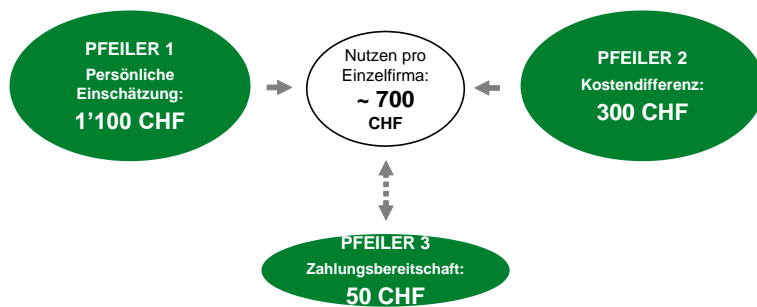 PFEILER 1
Persönliche
Einschätzung:
1’100 CHF
Nutzen pro
Einzelfirma:
~ 700
CHF
PFEILER 2
Kostendifferenz:
300 CHF
PFEILER 3
Zahlungsbereitschaft:
50 CHF